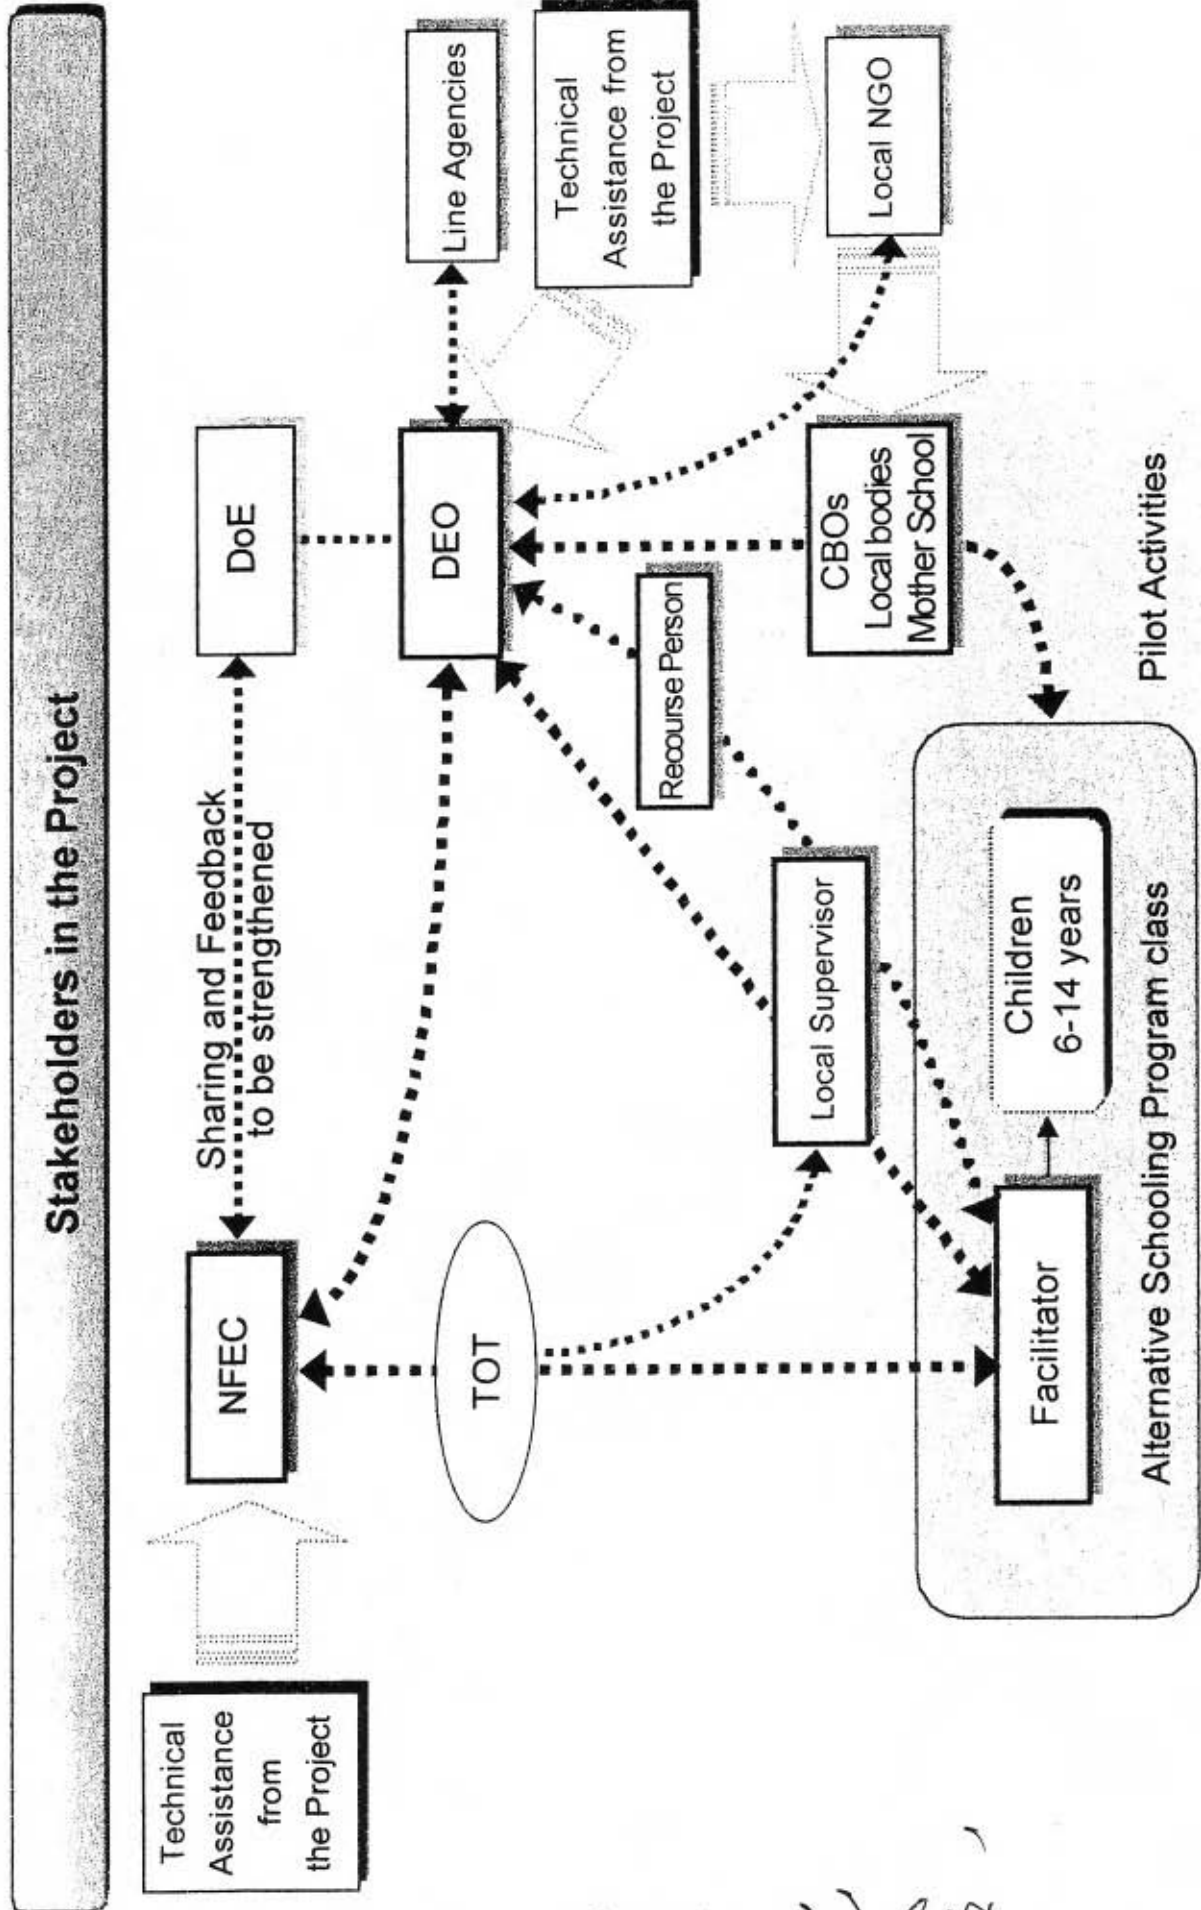 Stakeholders in the Project
Technical
Assistance
from
the Project
NFEC
Sharing and Feedback
to be strengthened
DoE
TOT
DEO
Line Agencies
Technical
Assistance from
the Project
Recourse Person
Local Supervisor
CBOs
Local bodies
Mother School
Local NGO
Facilitator
Children
6-14 years
Alternative Schooling Program class
Pilot Activities